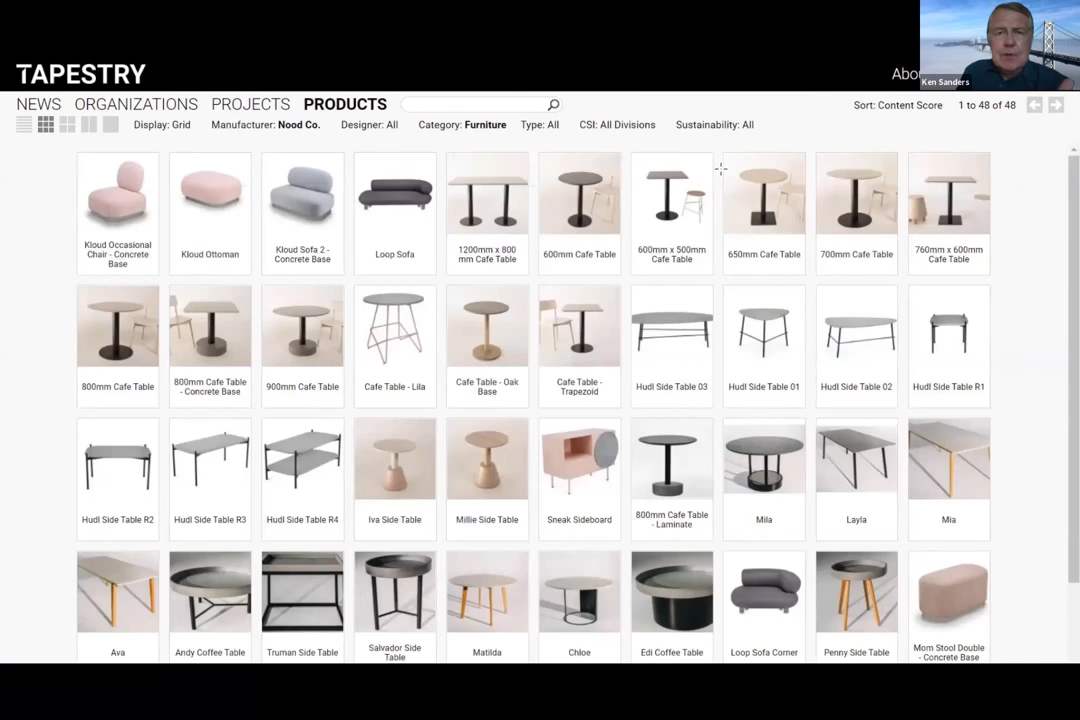 TAPESTRY
Abou
Ken Sanders
NEWS ORGANIZATIONS PROJECTS PRODUCTS
Sort: Content Score 1 to 48 of 48
Display: Grid Manufacturer: Nood Co. Designer: All Category: Furniture Type: All CSI: All Divisions Sustainability: All
Kloud Occasional
Chair - Concrete
Base
Kloud Ottoman
Kloud Sofa 2 -
Concrete Base
Loop Sofa
1200mm x 800
mm Cafe Table
600mm Cafe Table
600mm x 500mm
Cafe Table
650mm Cafe Table
700mm Cafe Table
760mm x 600mm
Cafe Table
800mm Cafe Table
800mm Cafe Table
- Concrete Base
900mm Cafe Table
Cafe Table - Lila
Cafe Table - Oak
Base
Cafe Table -
Trapezoid
Hudl Side Table 03
Hudl Side Table 01
Hudl Side Table 02
Hudl Side Table R1
Hudl Side Table R2
Hudl Side Table R3
Hudl Side Table R4
Iva Side Table
Millie Side Table
Sneak Sideboard
800mm Cafe Table
- Laminate
Mila
Layla
Mia
Ava
Andy Coffee Table
Truman Side Table
Salvador Side
Table
Matilda
Chloe
Edi Coffee Table
Loop Sofa Corner
Penny Side Table
Mom Stool Double
- Concrete Base